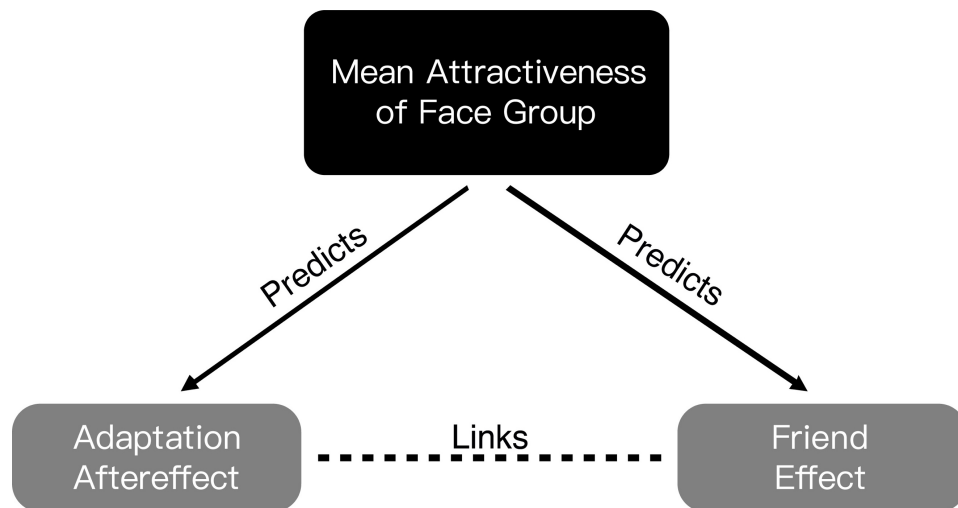 Mean Attractiveness
of Face Group
Predicts
Predicts
Adaptation
Aftereffect
Links
Friend
Effect